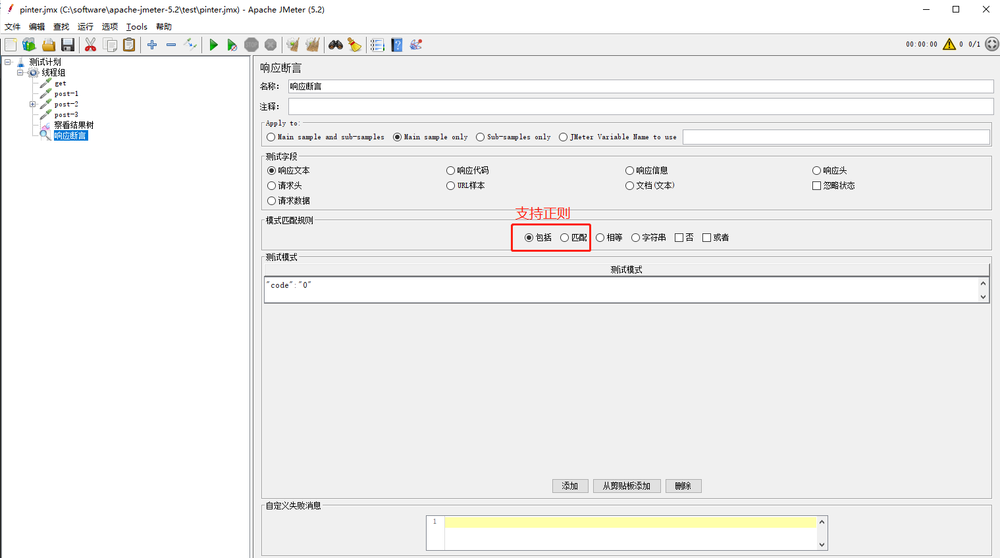 pinter.jmx (C:\software\apache-jmeter-5.2\test\pinter.jmx) - Apache JMeter (5.2)
文件 编辑 查找 运行 选项 Tools 帮助
00:00:00 0 0/1
测试计划
线程组
get
post-1
post-2
post-3
察看结果树
响应断言
响应断言
名称： 响应断言
注释：
Apply to:
Main sample and sub-samples Main sample only Sub-samples only JMeter Variable Name to use
测试字段
响应文本 响应代码 响应信息 响应头
请求头 URL样本 文档(文本) 忽略状态
请求数据
支持正则
模式匹配规则
包括 匹配 相等 字符串 否 或者
测试模式
测试模式
"code":"0"
添加 从剪贴板添加 删除
自定义失败消息
1